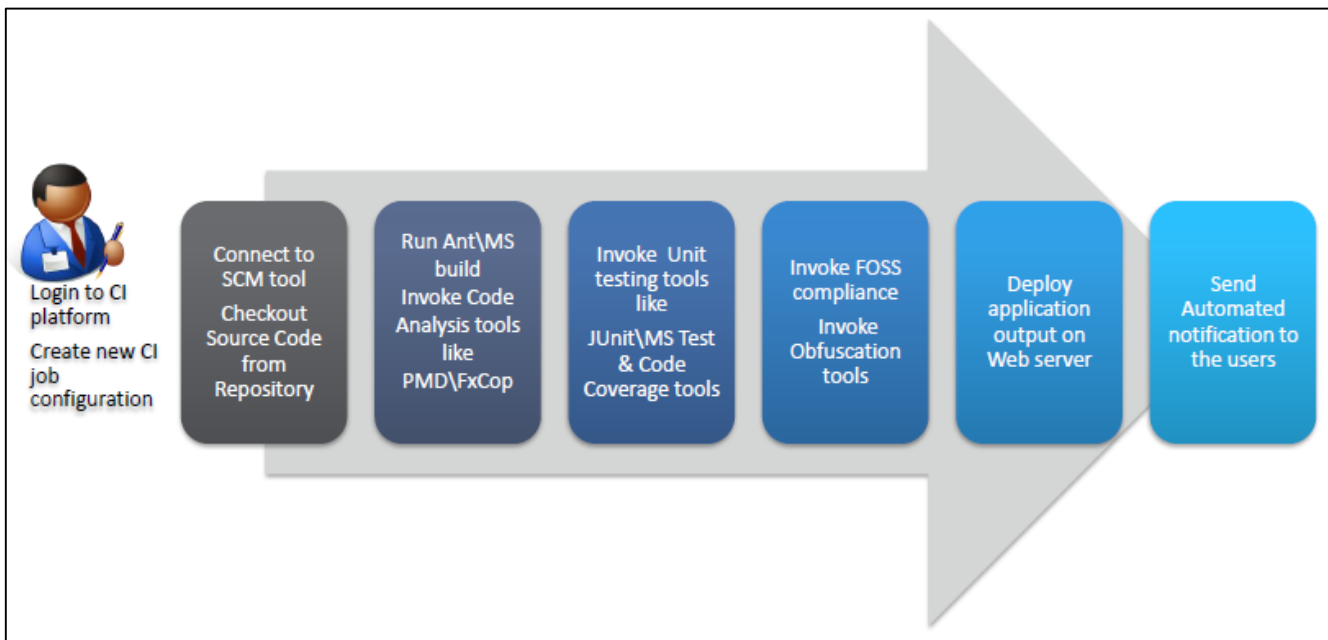 Login to CI
platform
Create new CI
job
configuration
Connect to
SCM tool
Checkout
Source Code
from
Repository
Run Ant\MS
build
Invoke Code
Analysis tools
like
PMD\FxCop
Invoke Unit
testing tools
like
JUnit\MS Test
& Code
Coverage tools
Invoke FOSS
compliance
Invoke
Obfuscation
tools
Deploy
application
output on
Web server
Send
Automated
notification to
the users